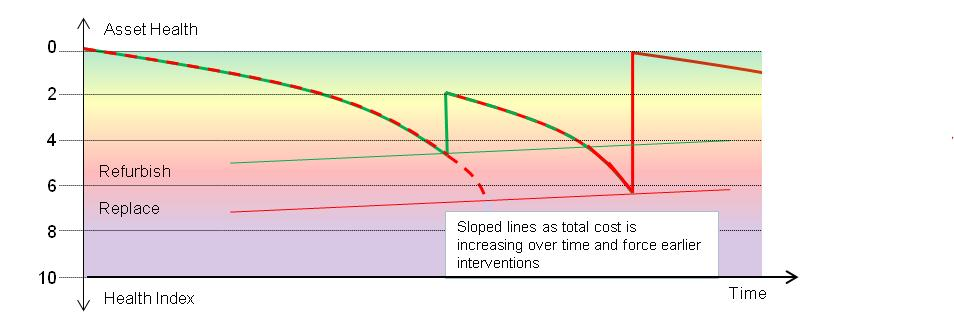 Asset Health
0
2
4
Refurbish
6
Replace
8
Sloped lines as total cost is
increasing over time and force earlier
interventions
10
Time
Health Index